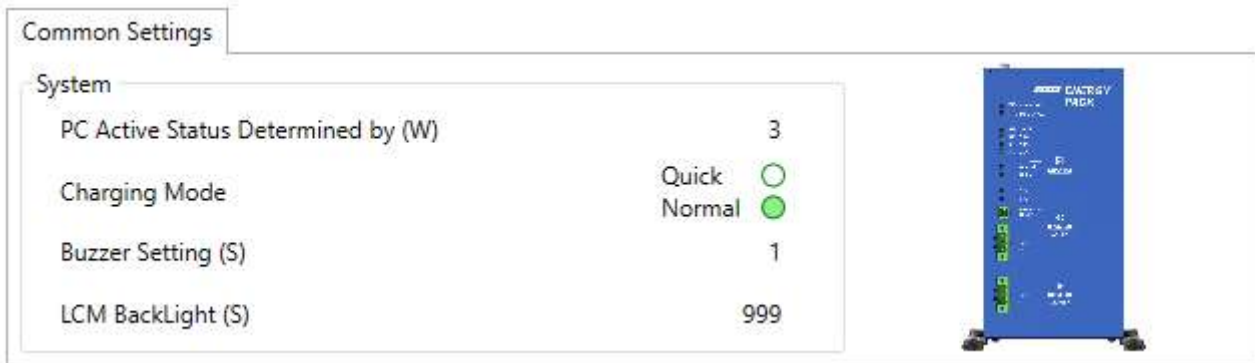 Common Settings
System
PC Active Status Determined by (W) 3
Charging Mode
Quick
Normal
Buzzer Setting (S) 1
LCM BackLight (S) 999
ENERGY
PACK